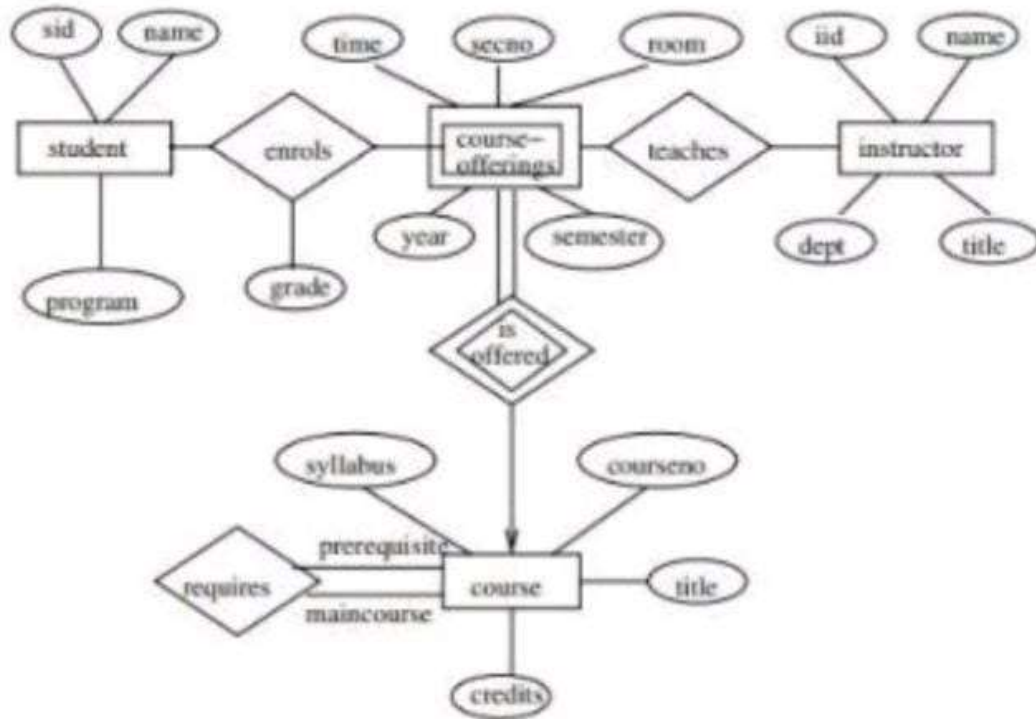 sid
name
time
secno
room
iid
name
student
enrols
course-
offerings
teaches
instructor
year
semester
dept
title
program
grade
is
offered
syllabus
courseno
prerequisite
requires
course
title
maincourse
credits